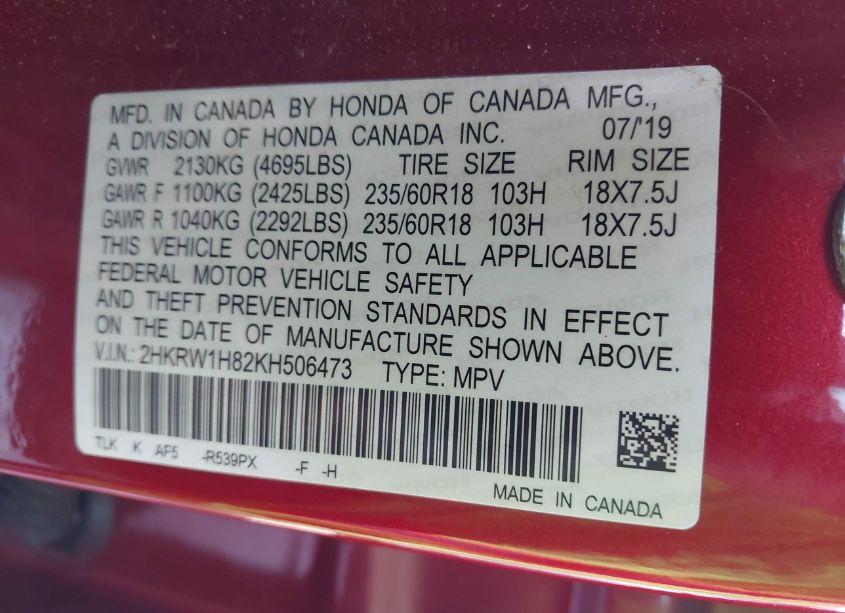 MFD. IN CANADA BY HONDA OF CANADA MFG.,
A DIVISION OF HONDA CANADA INC. 07/'19
GVWR 2130KG (4695LBS) TIRE SIZE RIM SIZE
GAWR F 1100KG (2425LBS) 235/60R18 103H 18X7.5J
GAWR R 1040KG (2292LBS) 235/60R18 103H 18X7.5J
THIS VEHICLE CONFORMS TO ALL APPLICABLE
FEDERAL MOTOR VEHICLE SAFETY
AND THEFT PREVENTION STANDARDS IN EFFECT
ON THE DATE OF MANUFACTURE SHOWN ABOVE.
V.I.N.: 2HKRW1H82KH506473 TYPE: MPV
TLK K AF5 -R539PX -F -H
MADE IN CANADA